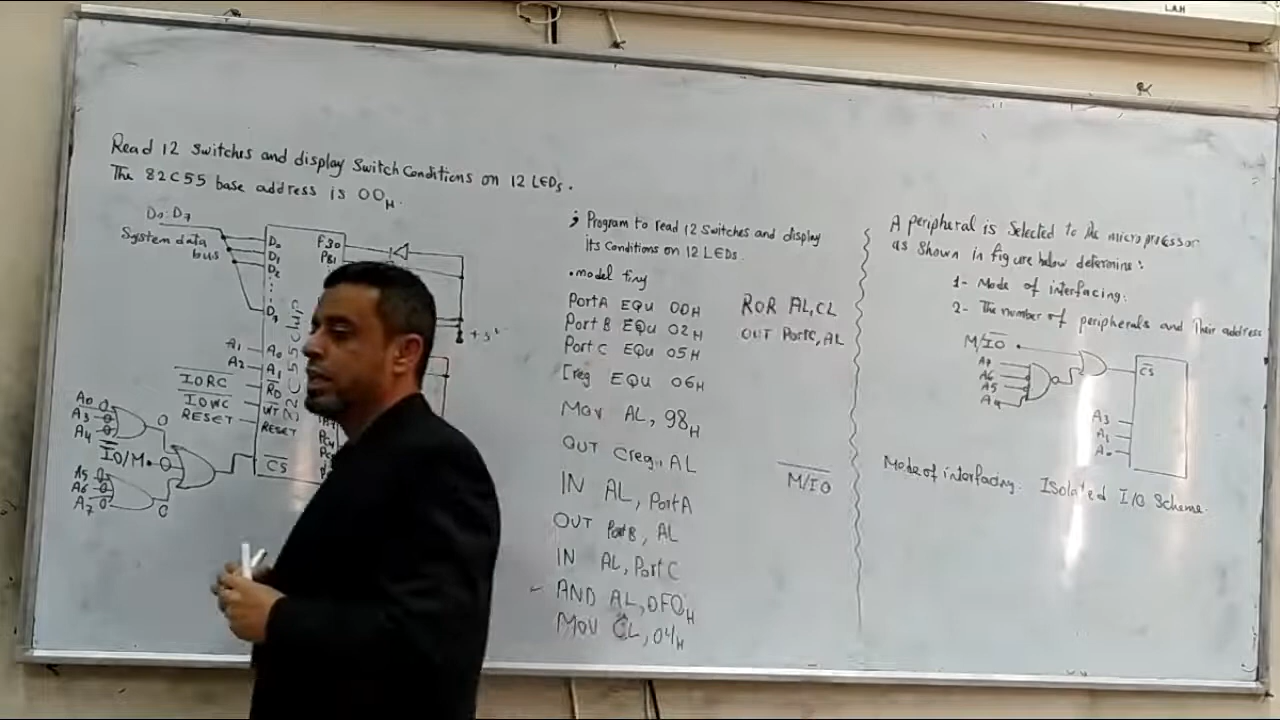 Read 12 Switches and display Switch Conditions on 12 LEDs.
The 82C55 base address is 00H.
D0:D7
System data
bus
D0
D1
D2
D7
PB0
PB1
82C55
+5V
A1
A2
A0
A1
IORC
RD
IOWC
WT
RESET
RESET
CS
A0
A3
A4
IO/M
A5
A6
A7
0
0
; Program to read 12 Switches and display
its Conditions on 12 LEDs.
.model tiny
PortA EQU 00H
Port B EQU 02H
Port C EQU 05H
Creg EQU 06H
Mov AL, 98H
OUT Creg, AL
IN AL, PortA
OUT PortB, AL
IN AL, PortC
AND AL, 0F0H
MOV CL, 04H
ROR AL, CL
OUT PortC, AL
M/IO
A peripheral is Selected to the micropressor
as shown in figure below determine:
1- Mode of interfacing.
2- The number of peripherals and Their address
M/IO
A7
A6
A5
A4
CS
A3
A1
A0
Mode of interfacing: Isolated I/O Scheme.